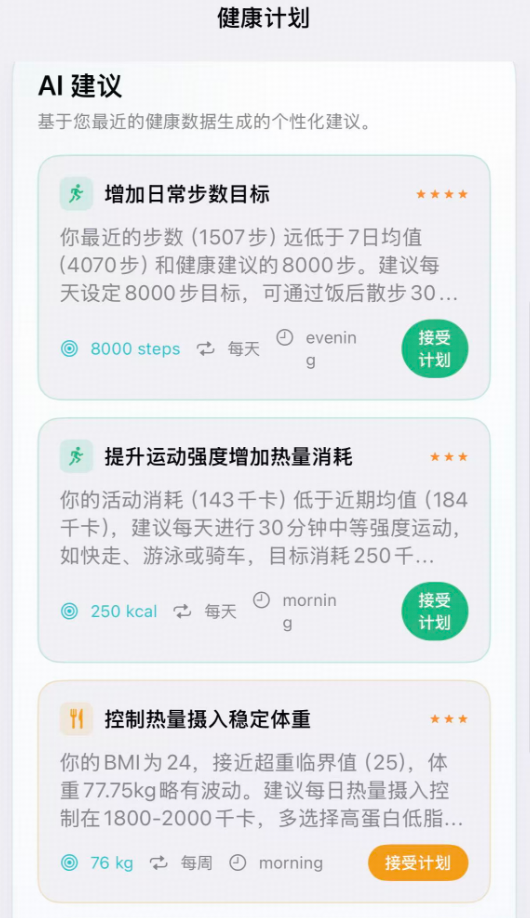 健康计划
AI 建议
基于您最近的健康数据生成的个性化建议。
增加日常步数目标
你最近的步数（1507步）远低于7日均值
（4070步）和健康建议的8000步。建议每
天设定8000步目标，可通过饭后散步30...
8000 steps 每天 evenin
g
接受
计划
提升运动强度增加热量消耗
你的活动消耗（143千卡）低于近期均值（184
千卡），建议每天进行30分钟中等强度运动，
如快走、游泳或骑车，目标消耗250千...
250 kcal 每天 mornin
g
接受
计划
控制热量摄入稳定体重
你的BMI为24，接近超重临界值（25），体
重77.75kg略有波动。建议每日热量摄入控
制在1800-2000千卡，多选择高蛋白低脂...
76 kg 每周 morning 接受计划